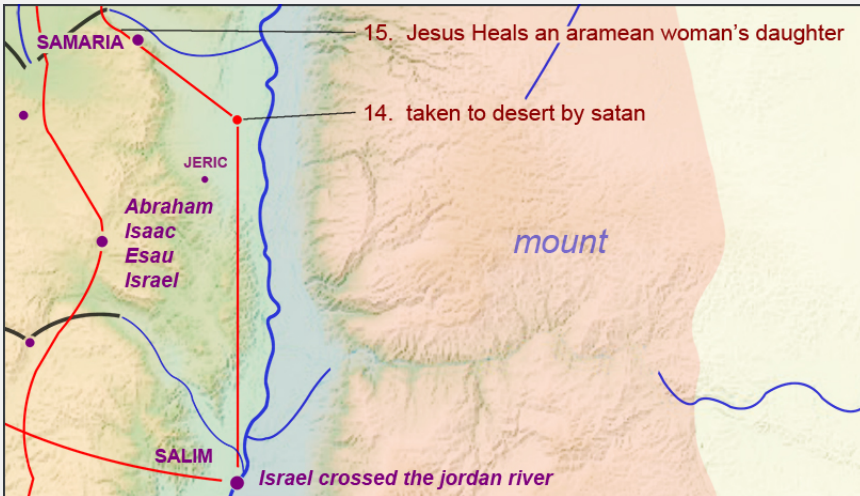 15. Jesus Heals an aramean woman's daughter
SAMARIA
14. taken to desert by satan
JERIC
Abraham
Isaac
Esau
Israel
mount
SALIM
Israel crossed the jordan river